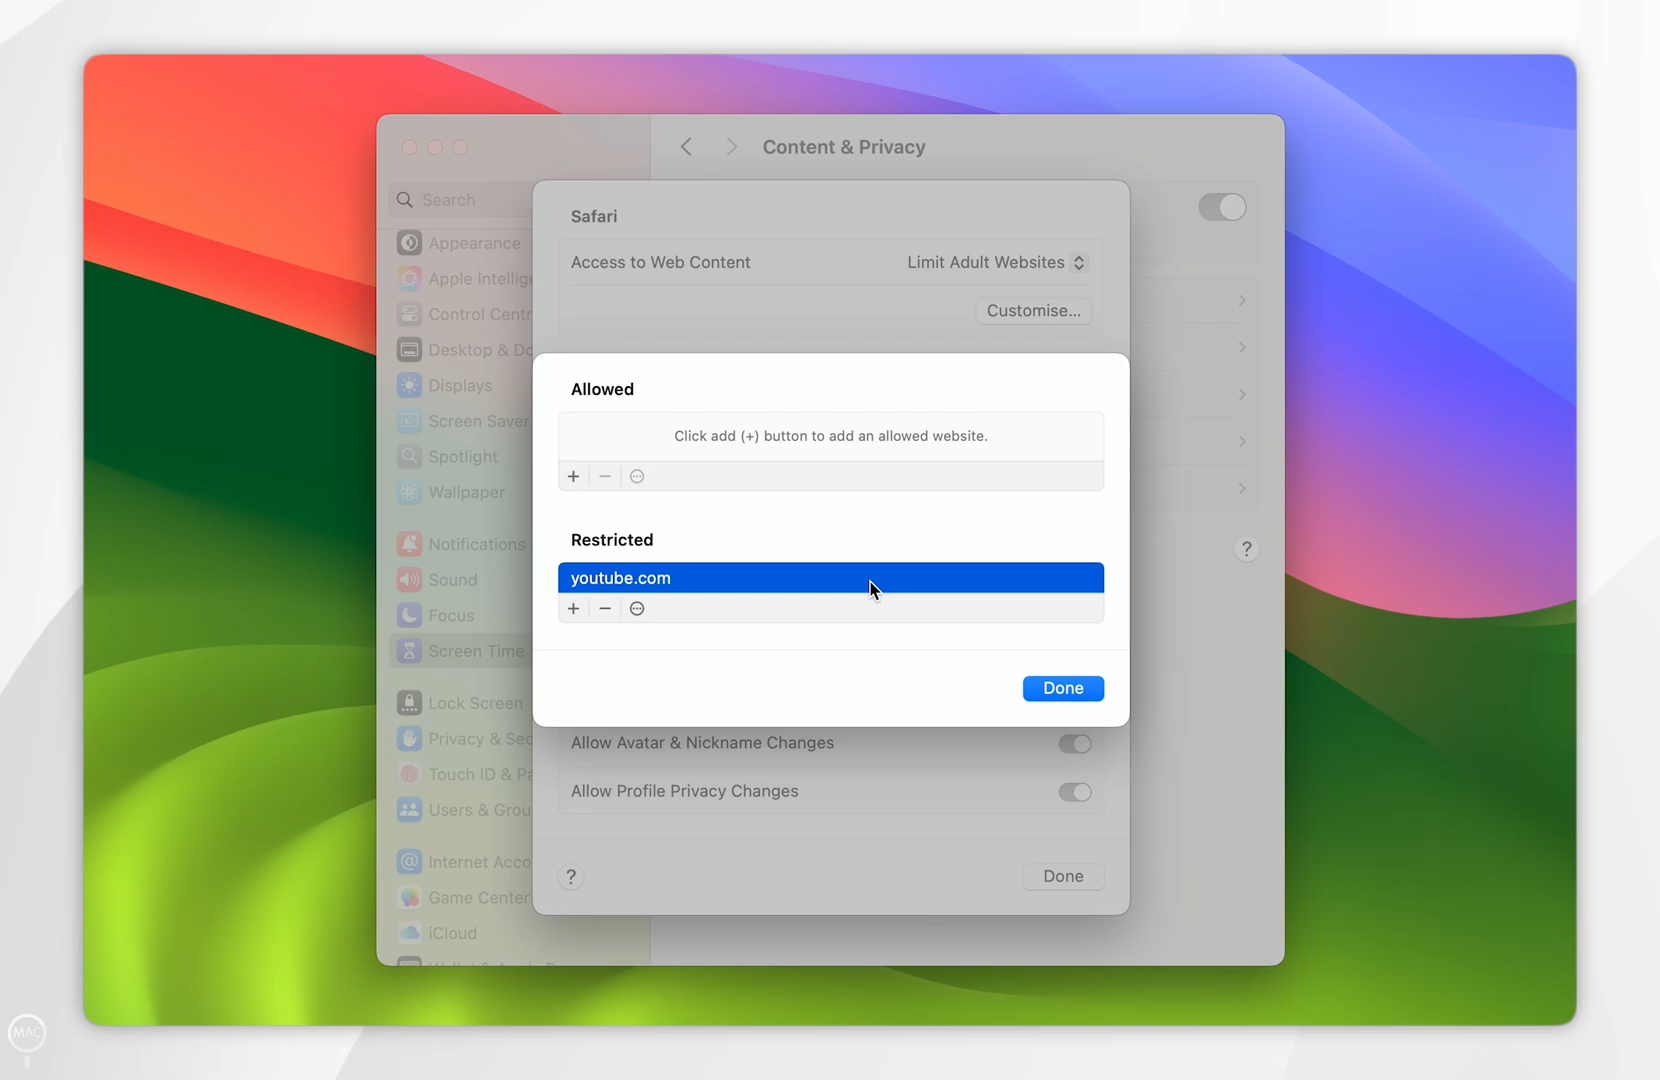 Content & Privacy
Search
Appearance
Apple Intellige
Control Centr
Desktop & Do
Displays
Screen Saver
Spotlight
Wallpaper
Notifications
Sound
Focus
Screen Time
Lock Screen
Privacy & Sec
Touch ID & Pa
Users & Grou
Internet Acco
Game Center
iCloud
Safari
Access to Web Content
Limit Adult Websites
Customise...
Allowed
Click add (+) button to add an allowed website.
+ −
Restricted
youtube.com
+ −
Done
Allow Avatar & Nickname Changes
Allow Profile Privacy Changes
?
Done
?
MAC